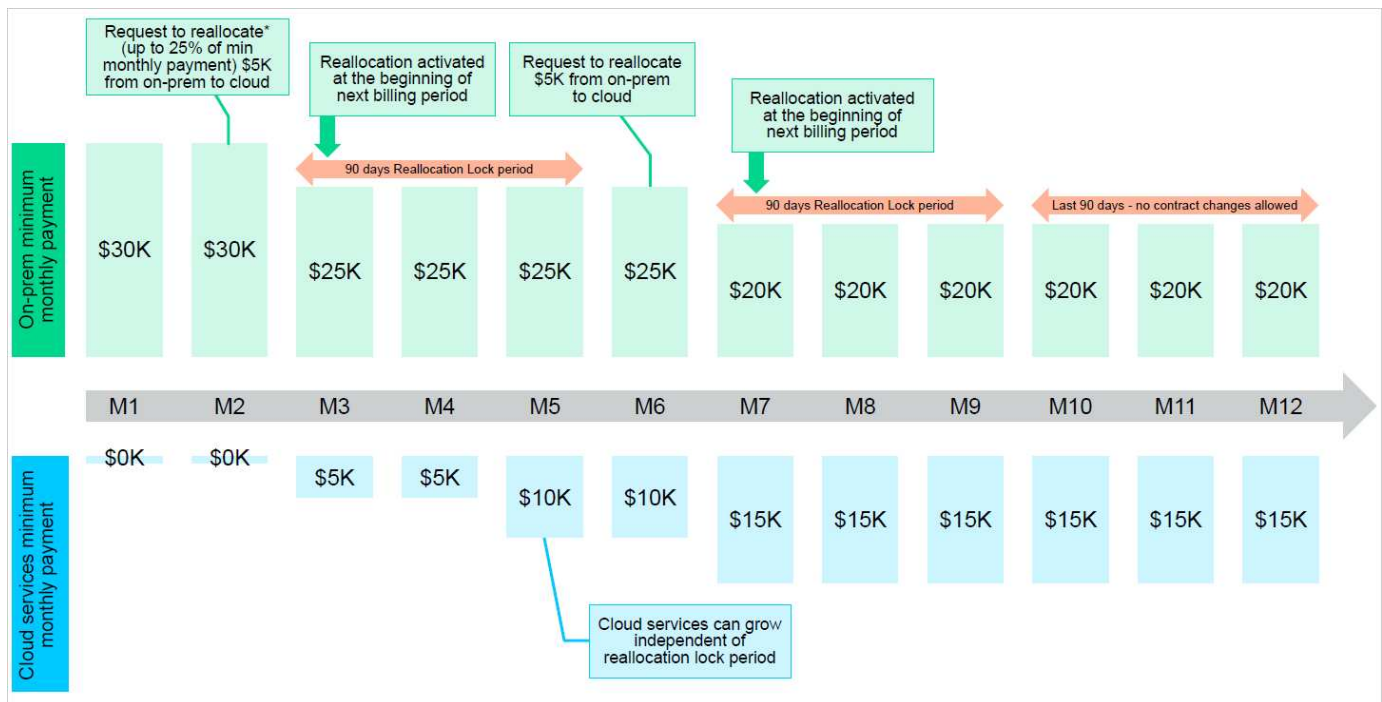 Request to reallocate*
(up to 25% of min
monthly payment) $5K
from on-prem to cloud
Reallocation activated
at the beginning of
next billing period
Request to reallocate
$5K from on-prem
to cloud
Reallocation activated
at the beginning of
next billing period
On-prem minimum
monthly payment
90 days Reallocation Lock period
90 days Reallocation Lock period
Last 90 days - no contract changes allowed
$30K $30K $25K $25K $25K $25K $20K $20K $20K $20K $20K $20K
M1 M2 M3 M4 M5 M6 M7 M8 M9 M10 M11 M12
Cloud services minimum
monthly payment
$0K $0K $5K $5K $10K $10K $15K $15K $15K $15K $15K $15K
Cloud services can grow
independent of
reallocation lock period